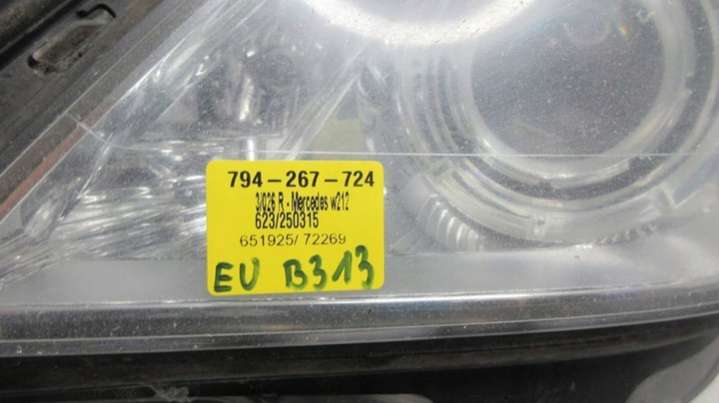 794-267-724
3/026 R - Mercedes w212
623/250315
651925/ 72269
EU B313